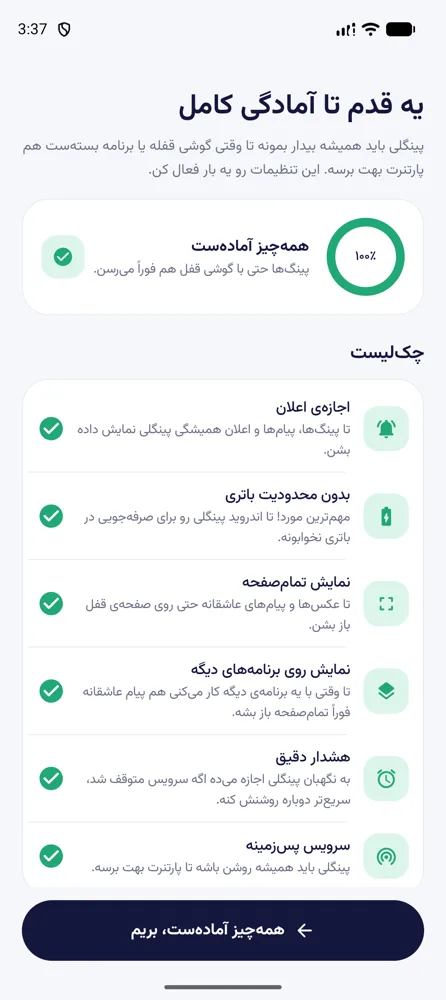 3:37
یه قدم تا آمادگی کامل
پینگلی باید همیشه بیدار بمونه تا وقتی گوشی قفله یا برنامه بسته‌ست هم
پارتنرت بهت برسه. این تنظیمات رو یه بار فعال کن.
۱۰۰٪
همه‌چیز آماده‌ست
پینگ‌ها حتی با گوشی قفل هم فوراً می‌رسن.
چک‌لیست
اجازه‌ی اعلان
تا پینگ‌ها، پیام‌ها و اعلان همیشگی پینگلی نمایش داده
بشن.
بدون محدودیت باتری
مهم‌ترین مورد! تا اندروید پینگلی رو برای صرفه‌جویی در
باتری نخوابونه.
نمایش تمام‌صفحه
تا عکس‌ها و پیام‌های عاشقانه حتی روی صفحه‌ی قفل
باز بشن.
نمایش روی برنامه‌های دیگه
تا وقتی با یه برنامه‌ی دیگه کار می‌کنی هم پیام عاشقانه
فوراً تمام‌صفحه باز بشه.
هشدار دقیق
به نگهبان پینگلی اجازه می‌ده اگه سرویس متوقف شد،
سریع‌تر دوباره روشنش کنه.
سرویس پس‌زمینه
پینگلی باید همیشه روشن باشه تا پارتنرت بهت برسه.
همه‌چیز آماده‌ست، بریم